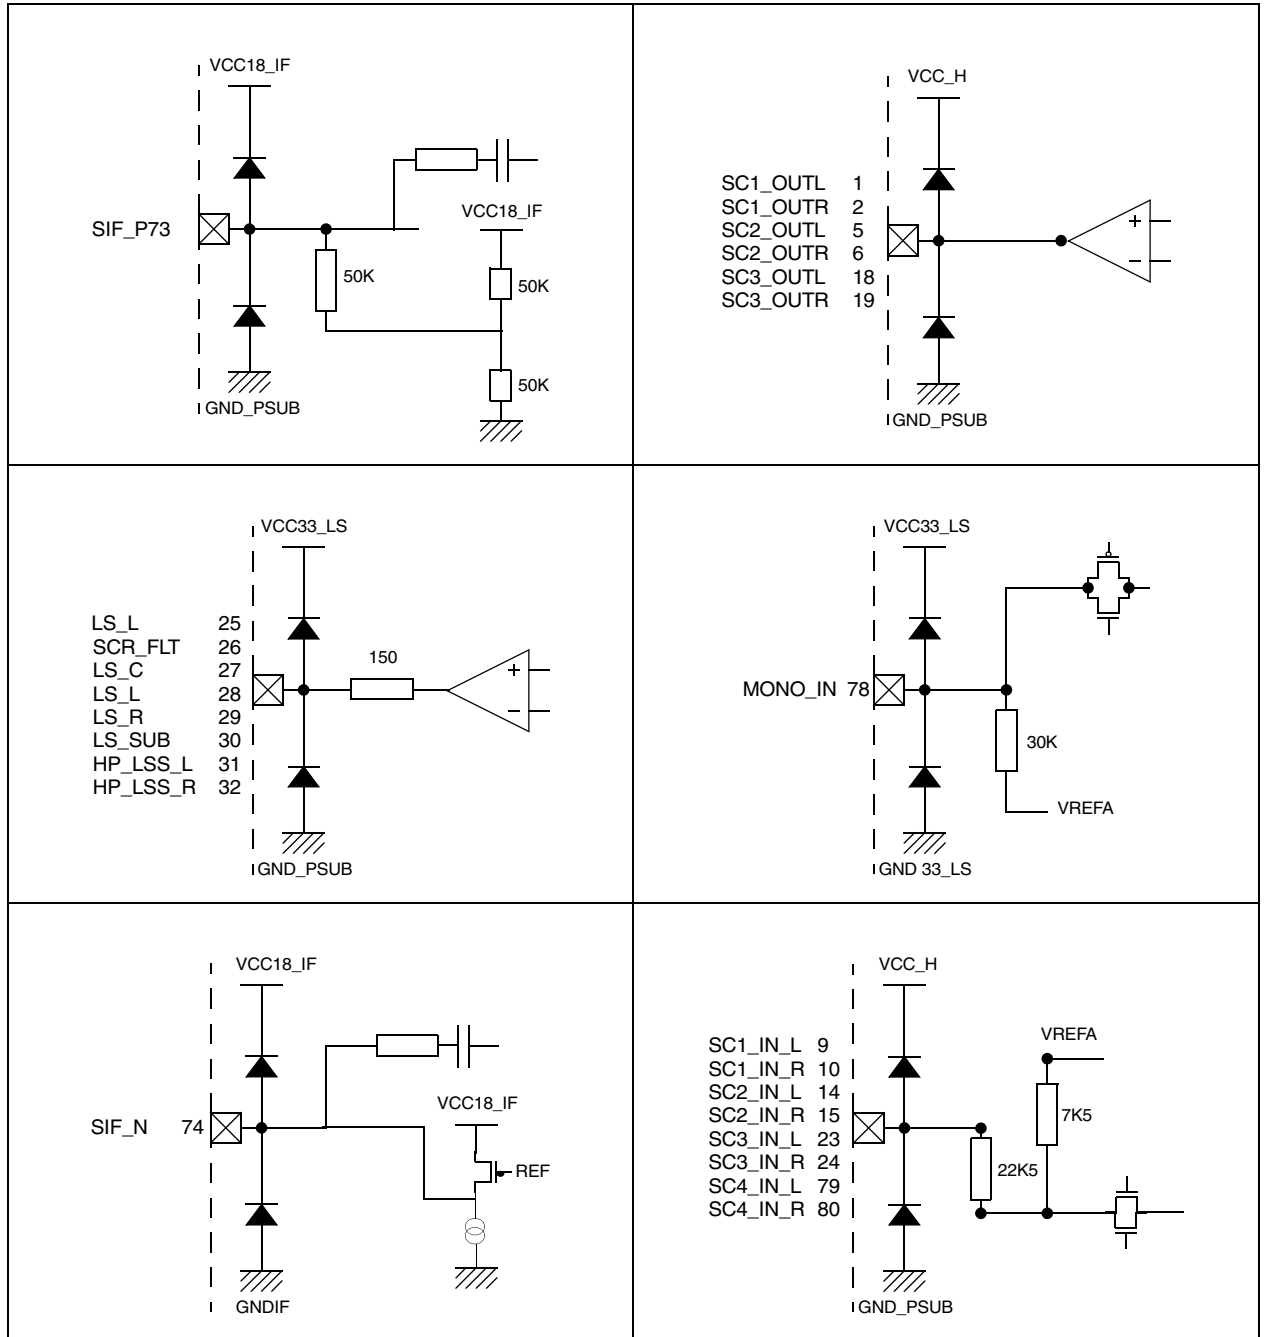 VCC18_IF
SIF_P73
VCC18_IF
50K
50K
50K
GND_PSUB
VCC_H
SC1_OUTL 1
SC1_OUTR 2
SC2_OUTL 5
SC2_OUTR 6
SC3_OUTL 18
SC3_OUTR 19
+
−
GND_PSUB
VCC33_LS
LS_L 25
SCR_FLT 26
LS_C 27
LS_L 28
LS_R 29
LS_SUB 30
HP_LSS_L 31
HP_LSS_R 32
150
+
−
GND_PSUB
VCC33_LS
MONO_IN 78
30K
VREFA
GND 33_LS
VCC18_IF
SIF_N 74
VCC18_IF
REF
GNDIF
VCC_H
SC1_IN_L 9
SC1_IN_R 10
SC2_IN_L 14
SC2_IN_R 15
SC3_IN_L 23
SC3_IN_R 24
SC4_IN_L 79
SC4_IN_R 80
VREFA
7K5
22K5
GND_PSUB